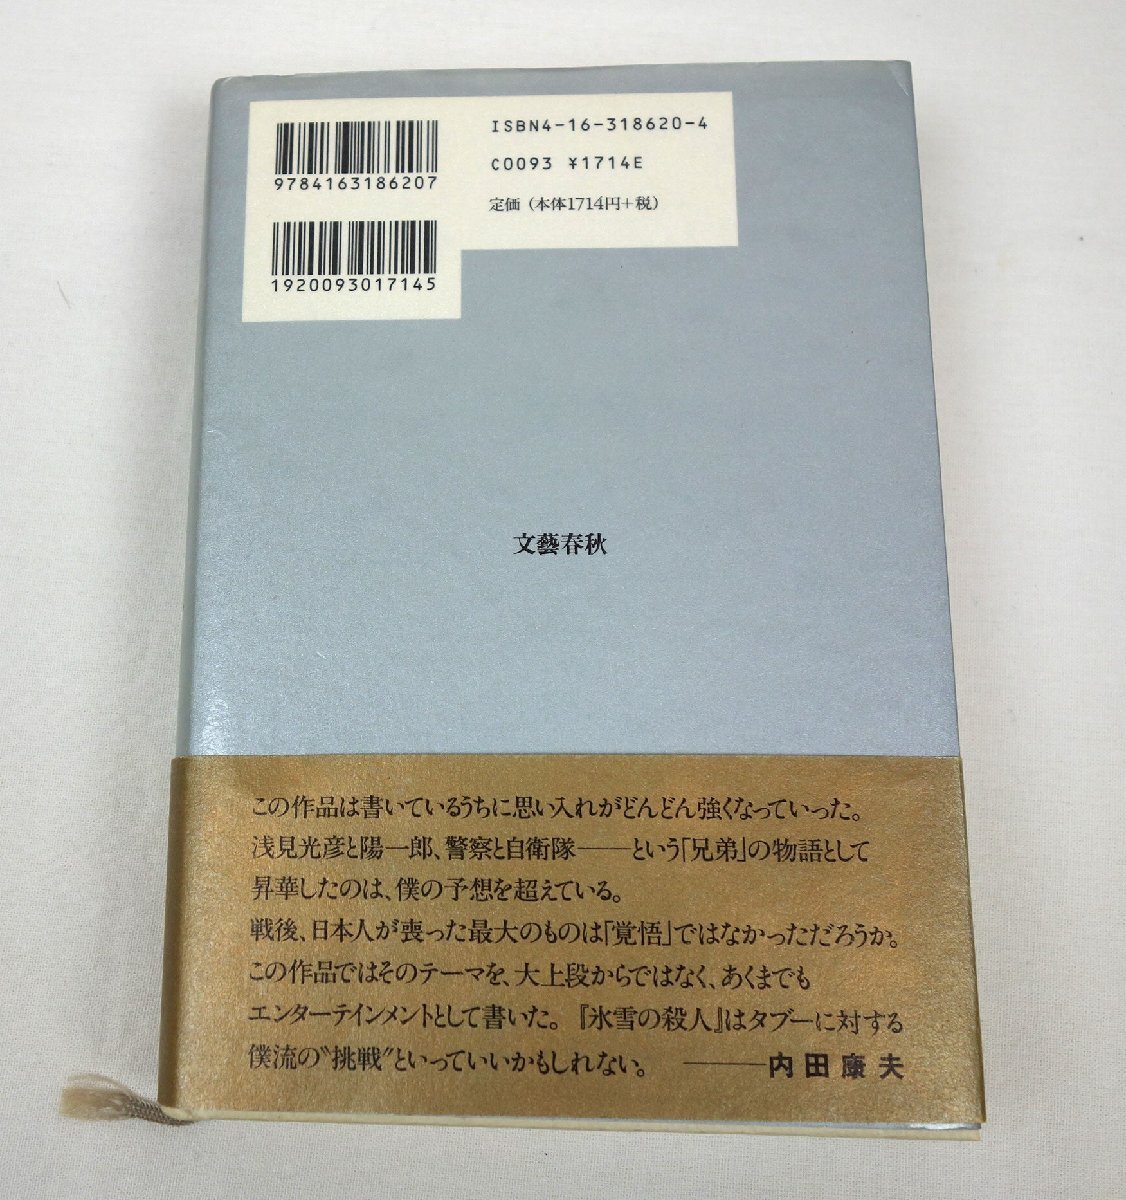 9784163186207
1920093017145
ISBN4-16-318620-4
C0093 ¥1714E
定価（本体1714円+税）
文藝春秋
この作品は書いているうちに思い入れがどんどん強くなっていった。
浅見光彦と陽一郎、警察と自衛隊――という「兄弟」の物語として
昇華したのは、僕の予想を超えている。
戦後、日本人が喪った最大のものは「覚悟」ではなかっただろうか。
この作品ではそのテーマを、大上段からではなく、あくまでも
エンターテインメントとして書いた。『氷雪の殺人』はタブーに対する
僕流の〝挑戦〟といっていいかもしれない。――内田康夫